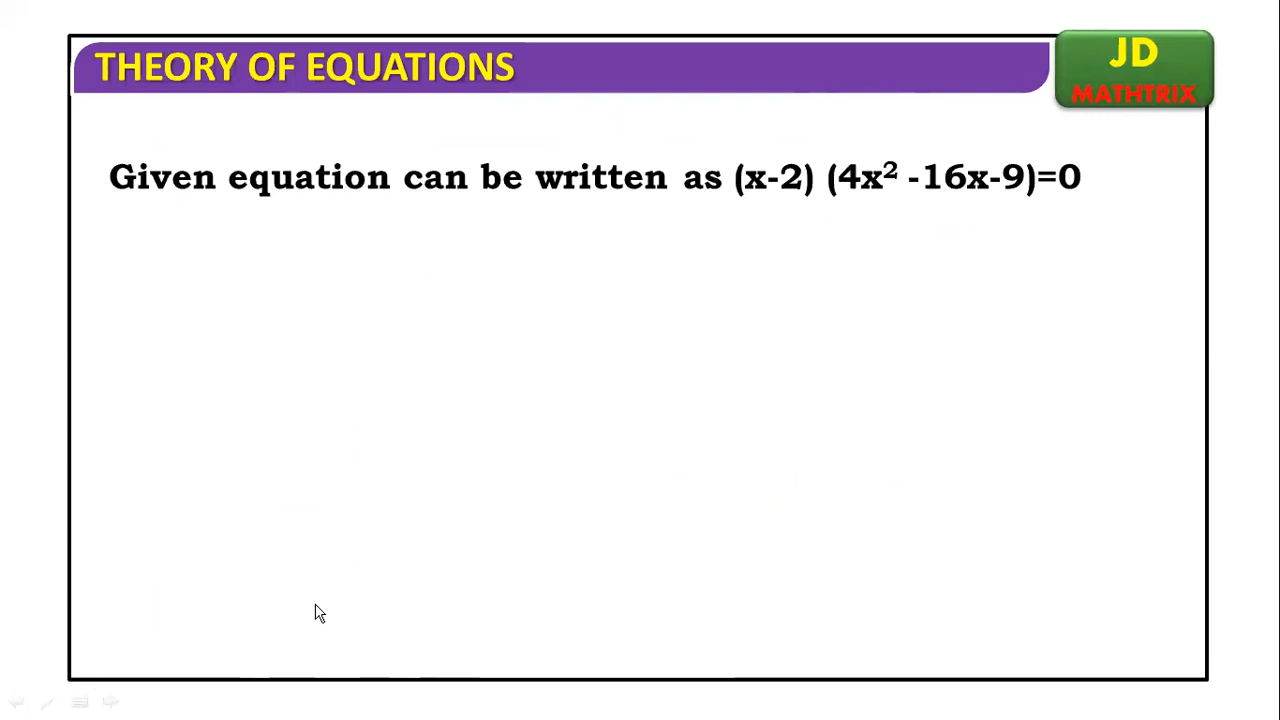 THEORY OF EQUATIONS
JD
MATHTRIX
Given equation can be written as (x-2) (4x² -16x-9)=0